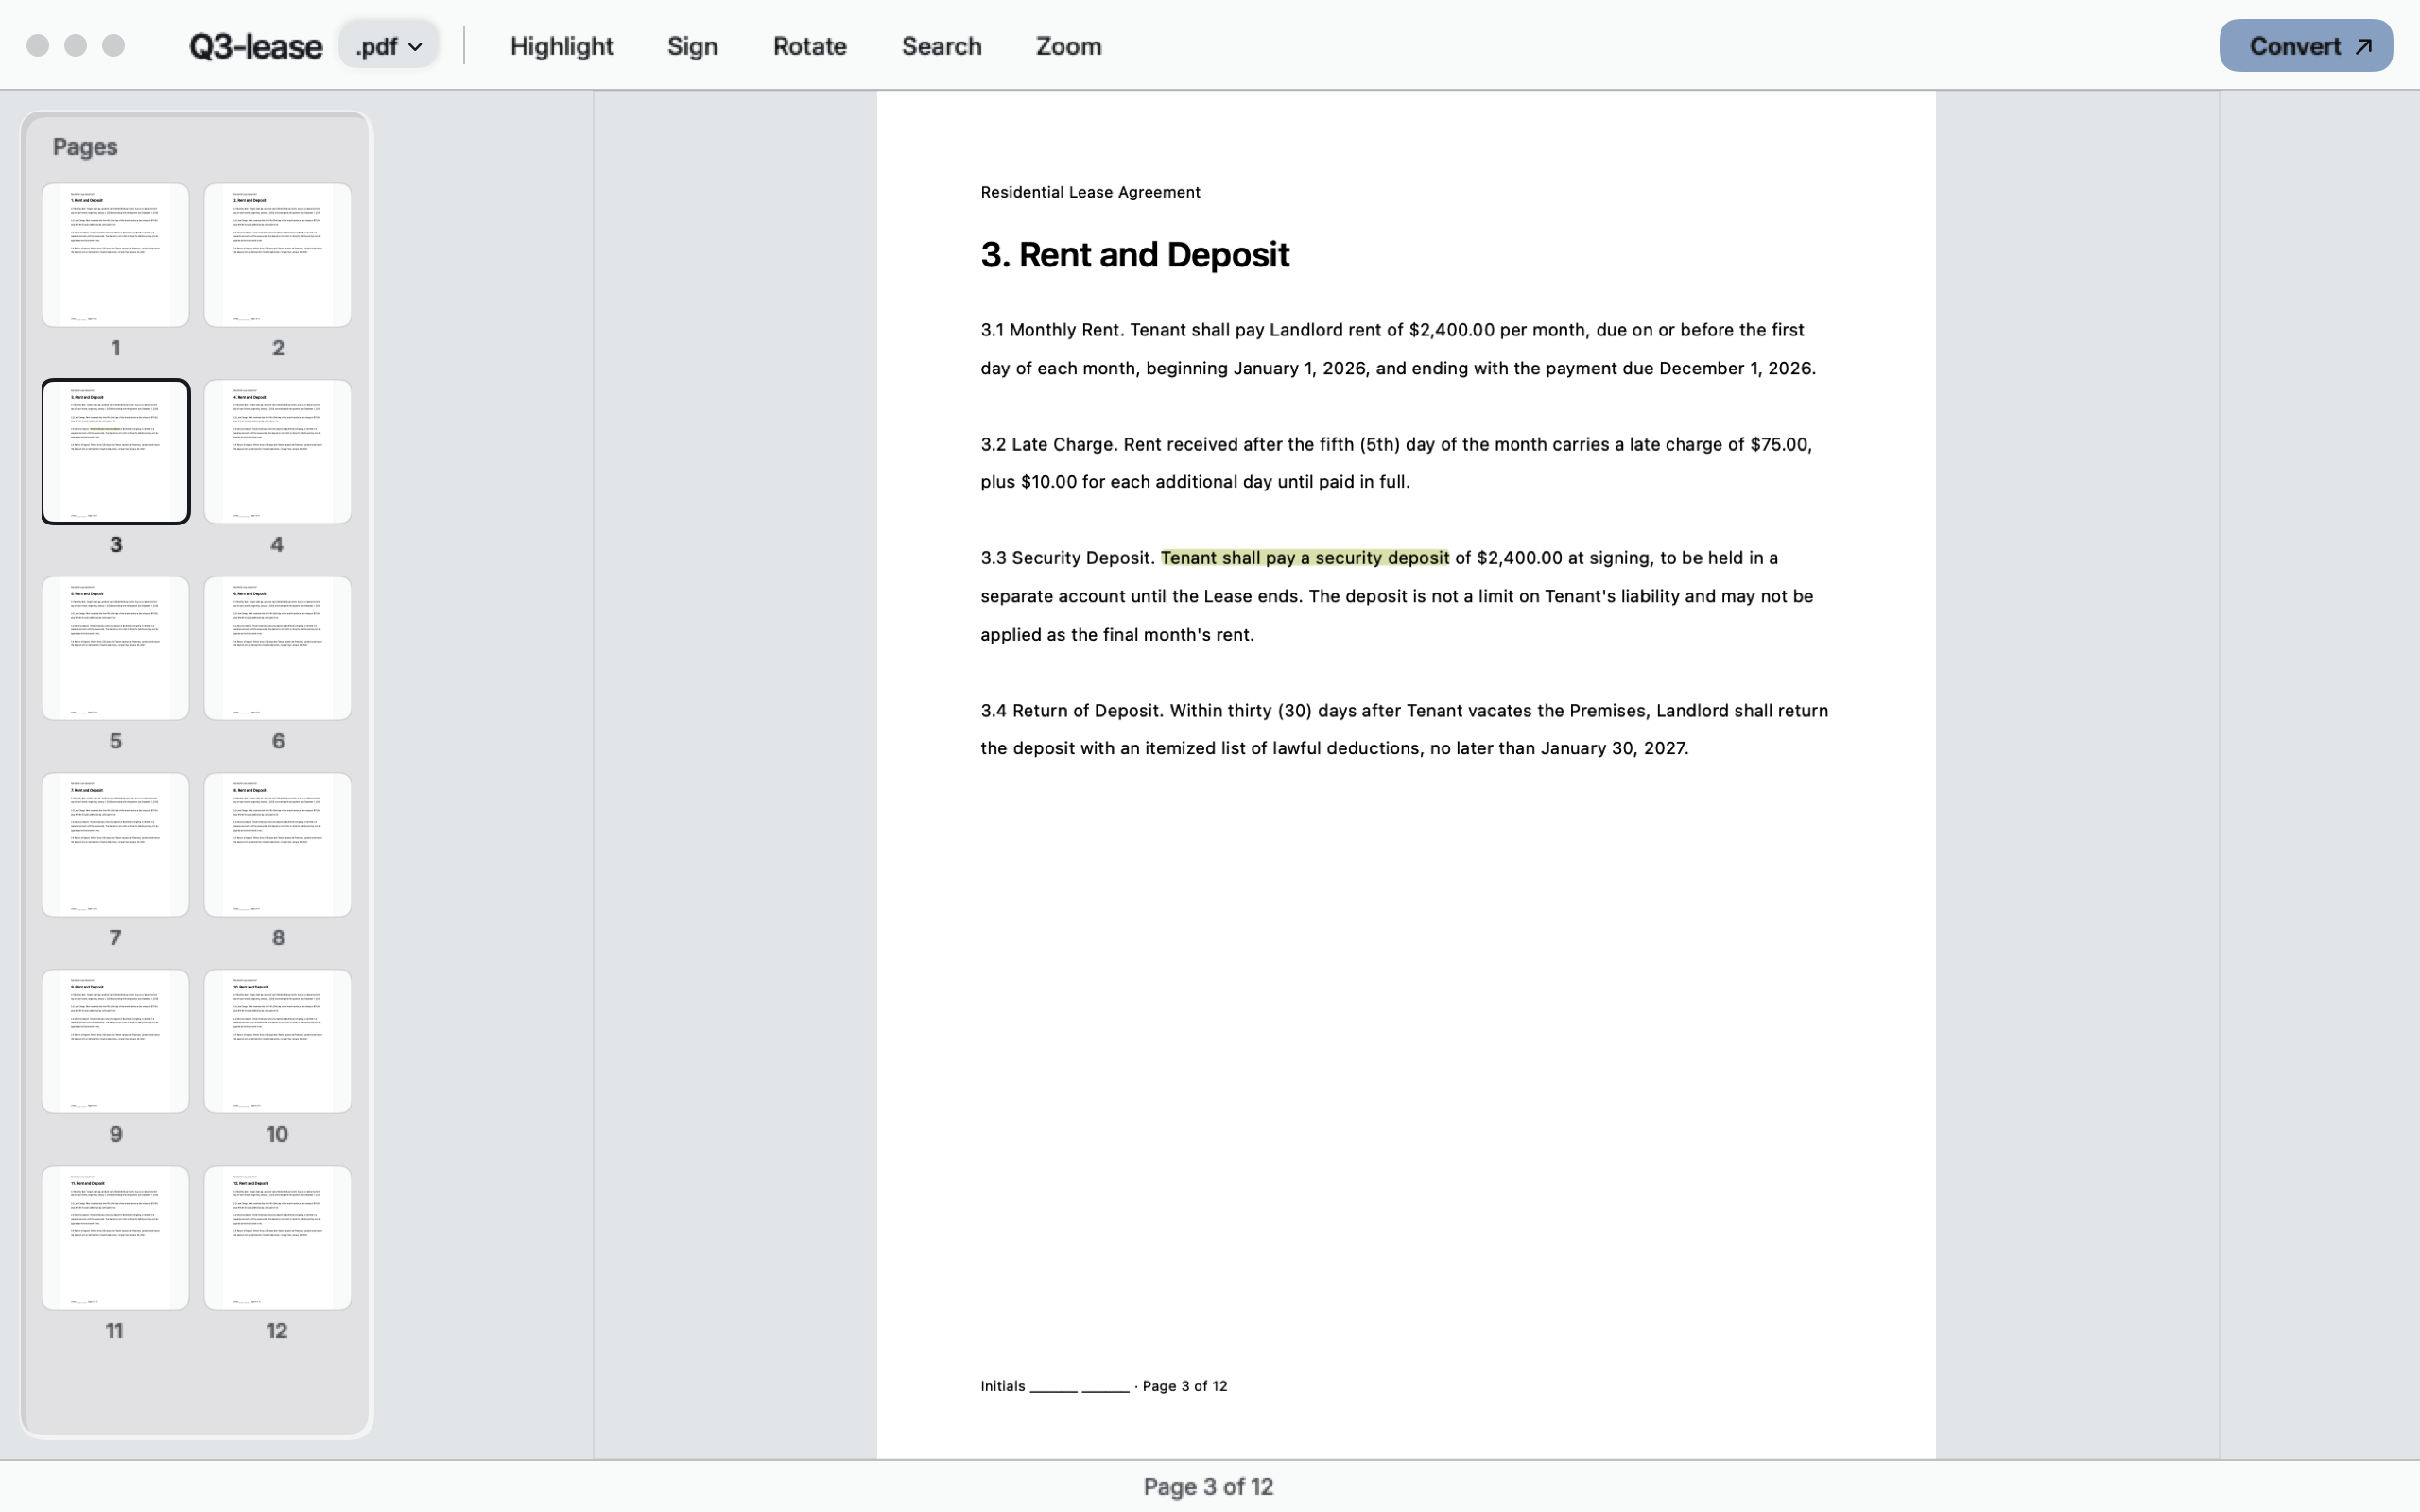 Q3-lease .pdf Highlight Sign Rotate Search Zoom Convert
Pages
1 2
3 4
5 6
7 8
9 10
11 12
Residential Lease Agreement
3. Rent and Deposit
3.1 Monthly Rent. Tenant shall pay Landlord rent of $2,400.00 per month, due on or before the first
day of each month, beginning January 1, 2026, and ending with the payment due December 1, 2026.
3.2 Late Charge. Rent received after the fifth (5th) day of the month carries a late charge of $75.00,
plus $10.00 for each additional day until paid in full.
3.3 Security Deposit. Tenant shall pay a security deposit of $2,400.00 at signing, to be held in a
separate account until the Lease ends. The deposit is not a limit on Tenant's liability and may not be
applied as the final month's rent.
3.4 Return of Deposit. Within thirty (30) days after Tenant vacates the Premises, Landlord shall return
the deposit with an itemized list of lawful deductions, no later than January 30, 2027.
Initials ______ ______ · Page 3 of 12
Page 3 of 12